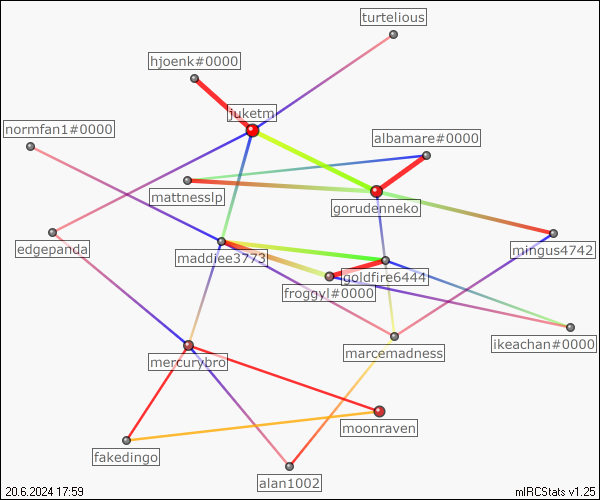 turtelious
hjoenk#0000
juketm
normfan1#0000
albamare#0000
mattnesslp
gorudenneko
edgepanda
maddiee3773
mingus4742
goldfire6444
froggyl#0000
ikeachan#0000
marcemadness
mercurybro
moonraven
fakedingo
alan1002
20.6.2024 17:59
mIRCStats v1.25